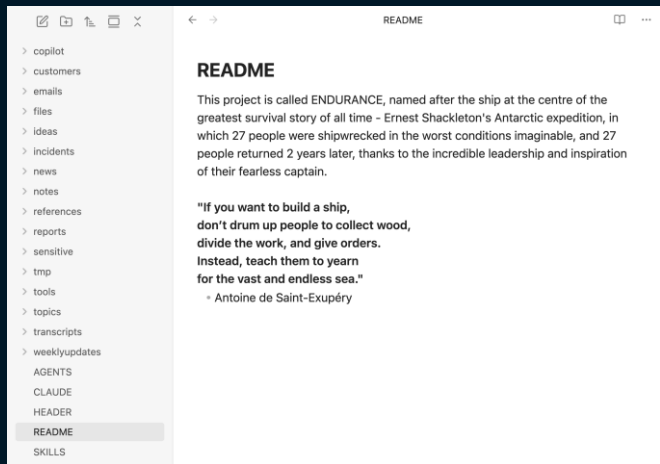 README
copilot
customers
emails
files
ideas
incidents
news
notes
references
reports
sensitive
tmp
tools
topics
transcripts
weeklyupdates
AGENTS
CLAUDE
HEADER
README
SKILLS
README
This project is called ENDURANCE, named after the ship at the centre of the
greatest survival story of all time - Ernest Shackleton's Antarctic expedition, in
which 27 people were shipwrecked in the worst conditions imaginable, and 27
people returned 2 years later, thanks to the incredible leadership and inspiration
of their fearless captain.
"If you want to build a ship,
don’t drum up people to collect wood,
divide the work, and give orders.
Instead, teach them to yearn
for the vast and endless sea."
• Antoine de Saint-Exupéry